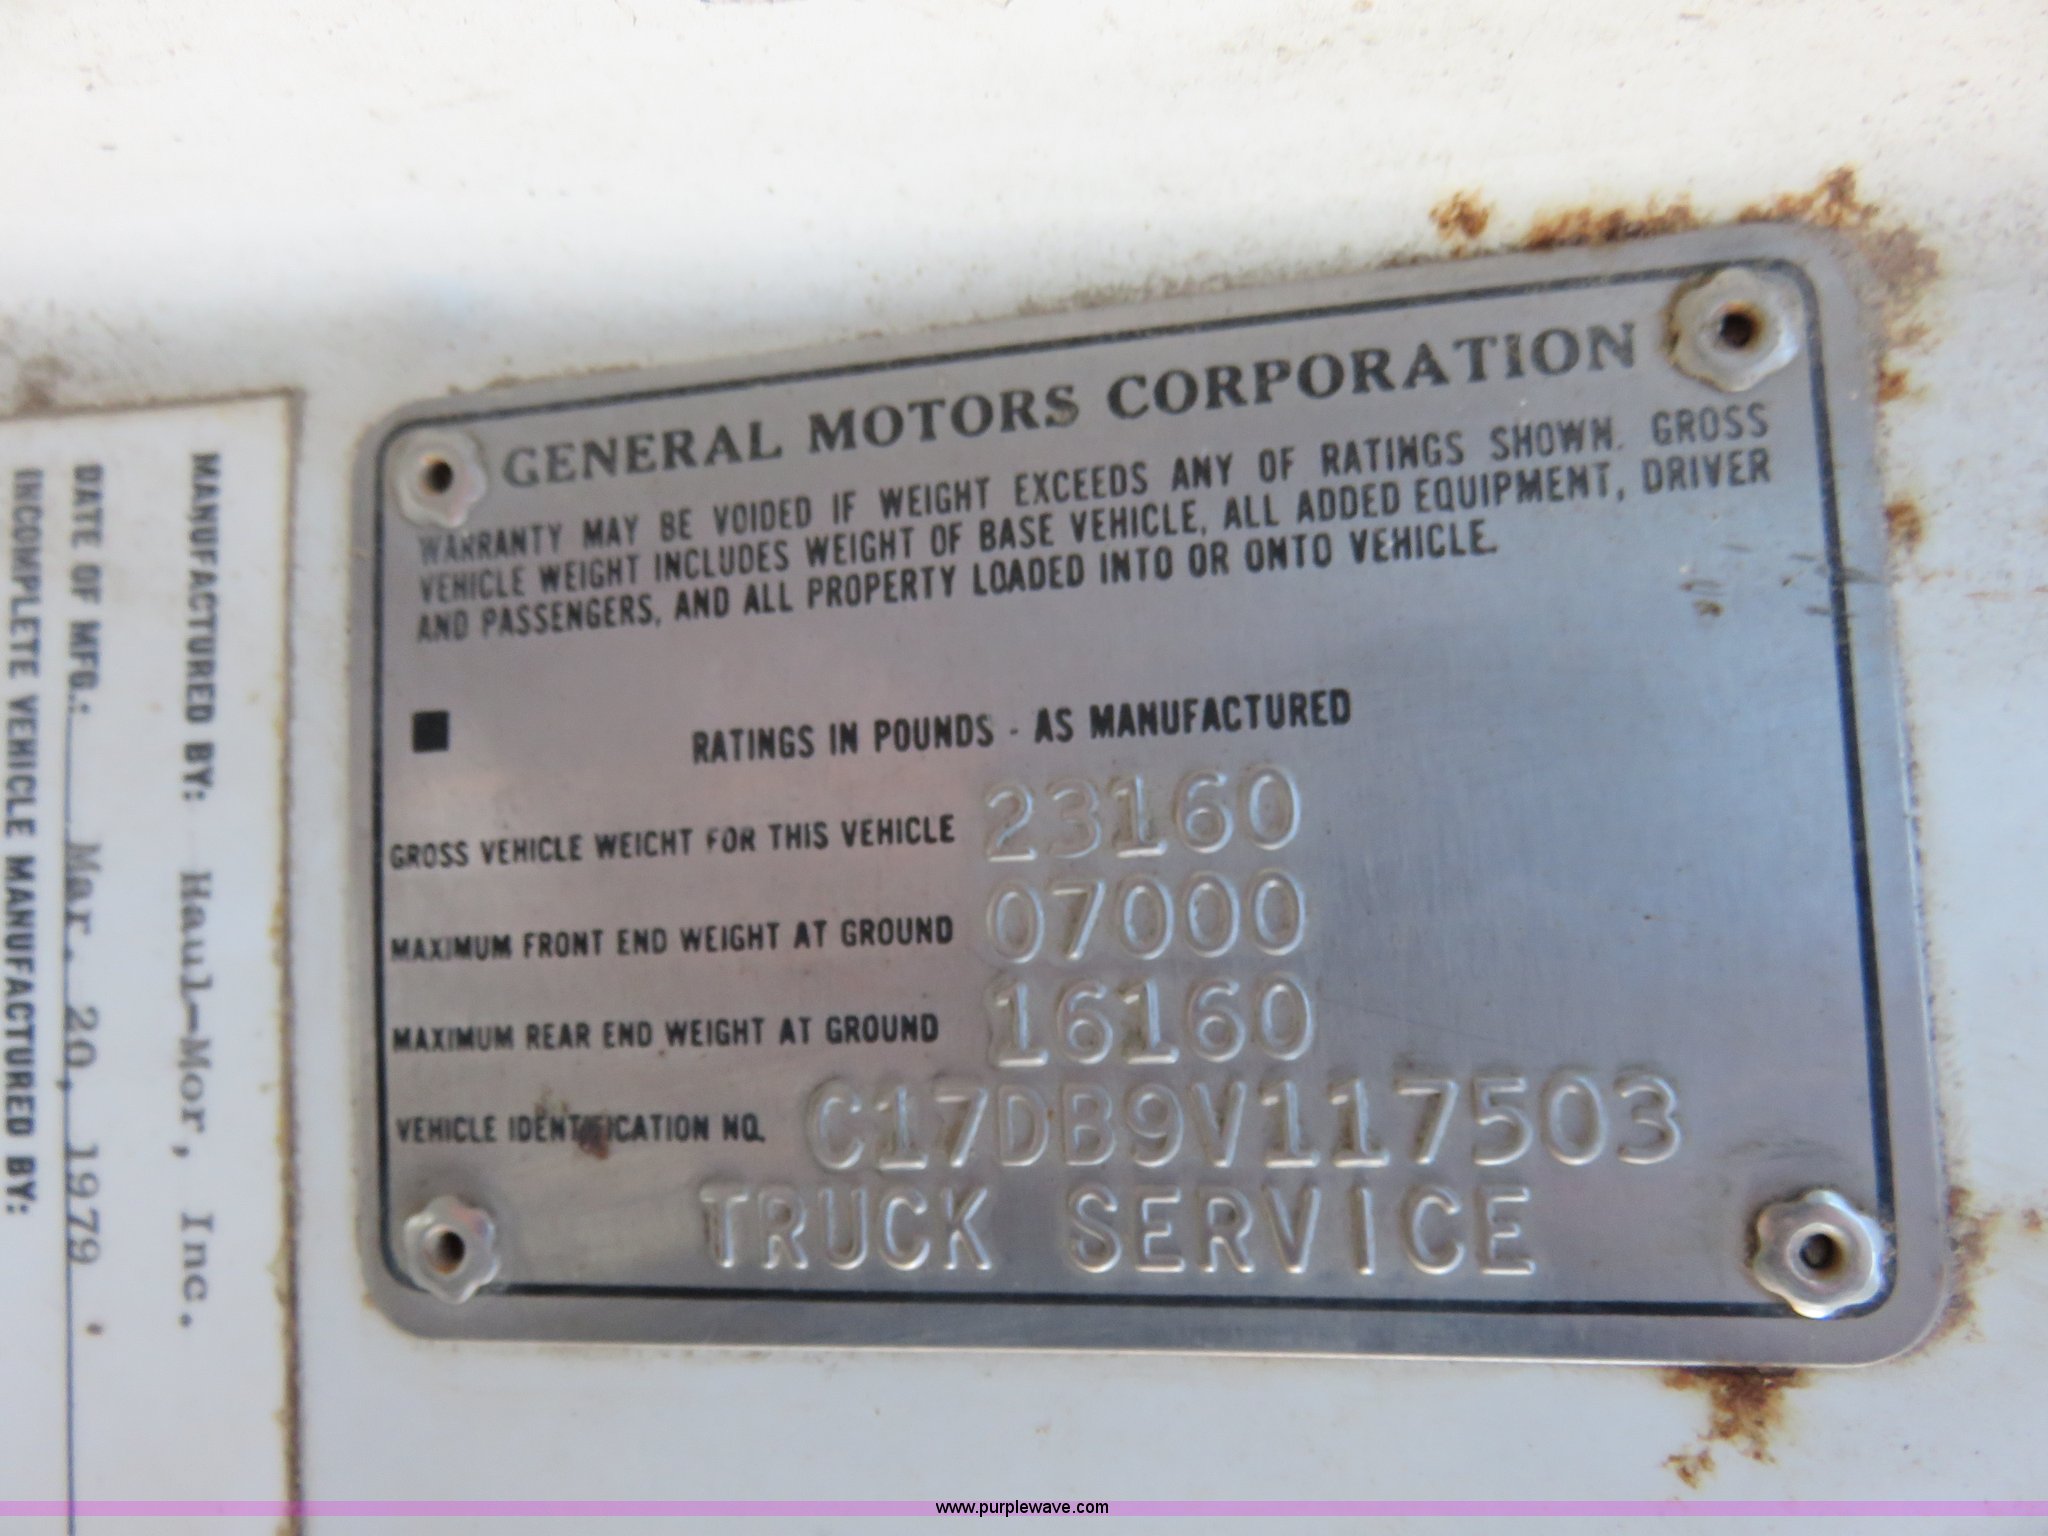 GENERAL MOTORS CORPORATION
WARRANTY MAY BE VOIDED IF WEIGHT EXCEEDS ANY OF RATINGS SHOWN. GROSS
VEHICLE WEIGHT INCLUDES WEIGHT OF BASE VEHICLE, ALL ADDED EQUIPMENT, DRIVER
AND PASSENGERS, AND ALL PROPERTY LOADED INTO OR ONTO VEHICLE.
RATINGS IN POUNDS - AS MANUFACTURED
GROSS VEHICLE WEIGHT FOR THIS VEHICLE 23160
MAXIMUM FRONT END WEIGHT AT GROUND 07000
MAXIMUM REAR END WEIGHT AT GROUND 16160
VEHICLE IDENTIFICATION NO. C17DB9V117503
TRUCK SERVICE
MANUFACTURED BY: Haul-Mor, Inc.
DATE OF MFG.: Mar. 20, 1979
INCOMPLETE VEHICLE MANUFACTURED BY:
www.purplewave.com